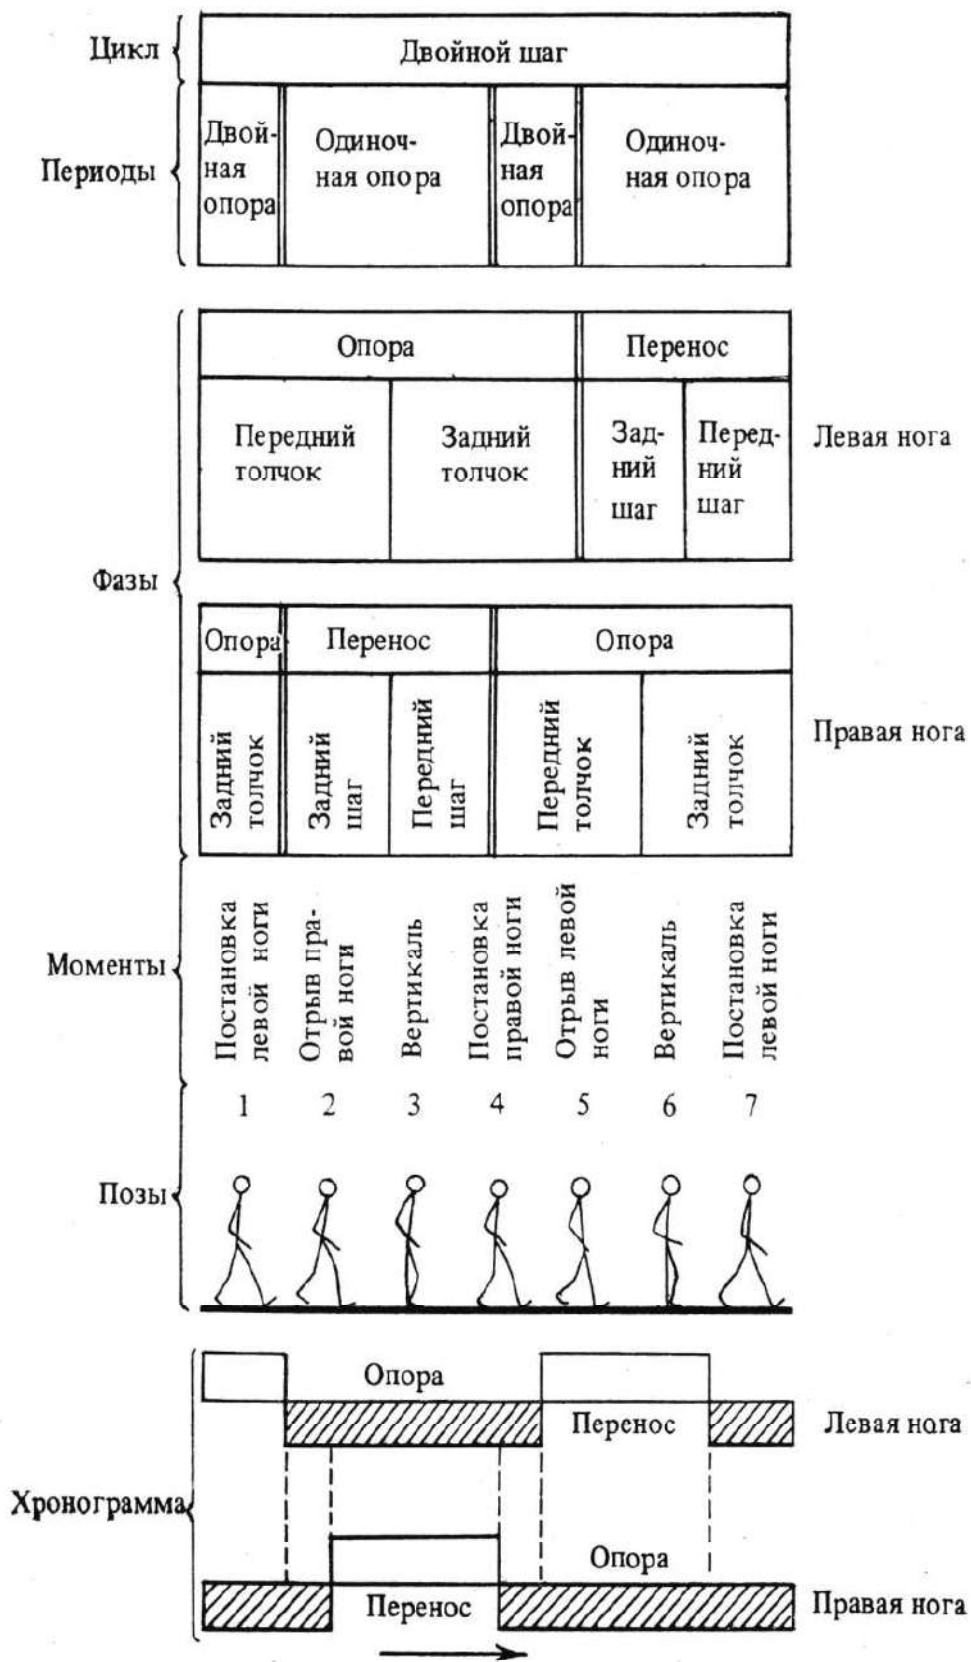 Цикл
Двойной шаг
Периоды
Двой-
ная
опора
Одиноч-
ная опора
Двой-
ная
опора
Одиноч-
ная опора
Фазы
Опора
Перенос
Передний
толчок
Задний
толчок
Зад-
ний
шаг
Перед-
ний
шаг
Левая нога
Опора
Перенос
Опора
Задний
толчок
Задний
шаг
Передний
шаг
Передний
толчок
Задний
толчок
Правая нога
Моменты
Постановка
левой ноги
Отрыв пра-
вой ноги
Вертикаль
Постановка
правой ноги
Отрыв левой
ноги
Вертикаль
Постановка
левой ноги
1 2 3 4 5 6 7
Позы
Хронограмма
Опора
Перенос
Левая нога
Опора
Перенос
Правая нога